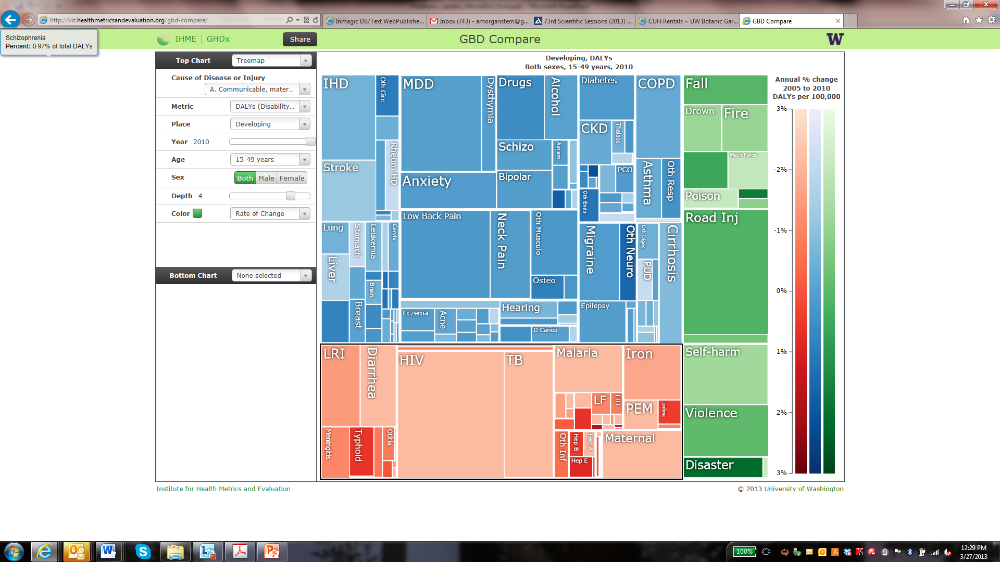 http://viz.healthmetricsandevaluation.org/gbd-compare/
Inmagic DB/Text WebPublishe...
Inbox (743) - amorganstern@g...
73rd Scientific Sessions (2013) ...
CUH Rentals ~ UW Botanic Gar...
GBD Compare
Schizophrenia
Percent: 0.97% of total DALYs
IHME
GHDx
Share
GBD Compare
W
Top Chart
Treemap
Cause of Disease or Injury
A. Communicable, mater...
Metric
DALYs (Disability...
Place
Developing
Year 2010
Age
15-49 years
Sex
Both Male Female
Depth 4
Color
Rate of Change
Bottom Chart
None selected
Developing, DALYs
Both sexes, 15-49 years, 2010
IHD
Oth Circ
Stroke
Rheum HD
MDD
Dysthymia
Drugs
Alcohol
Anxiety
Schizo
Bipolar
Autism
Diabetes
CKD
Thalass
PCO
Oth Endo
COPD
Asthma
Oth Resp
Lung
Stomach
Leukemia
Cervix
Liver
Brain
Breast
Low Back Pain
Neck Pain
Oth Musculo
Osteo
Eczema
Acne
Hearing
D Caries
Migraine
Oth Neuro
Epilepsy
Oth Diges
PUD
Cirrhosis
LRI
Diarrhea
Meningitis
Typhoid
Otitis
HIV
TB
Malaria
LF
FBT
Iron
PEM
Iodine
Oth Inf
Hep B
Hep A
Hep E
Maternal
Fall
Drown
Fire
Mech Force
Poison
Road Inj
Self-harm
Violence
Disaster
Annual % change
2005 to 2010
DALYs per 100,000
-3%
-2%
-1%
0%
1%
2%
3%
Institute for Health Metrics and Evaluation
© 2013 University of Washington
100%
12:29 PM
3/27/2013